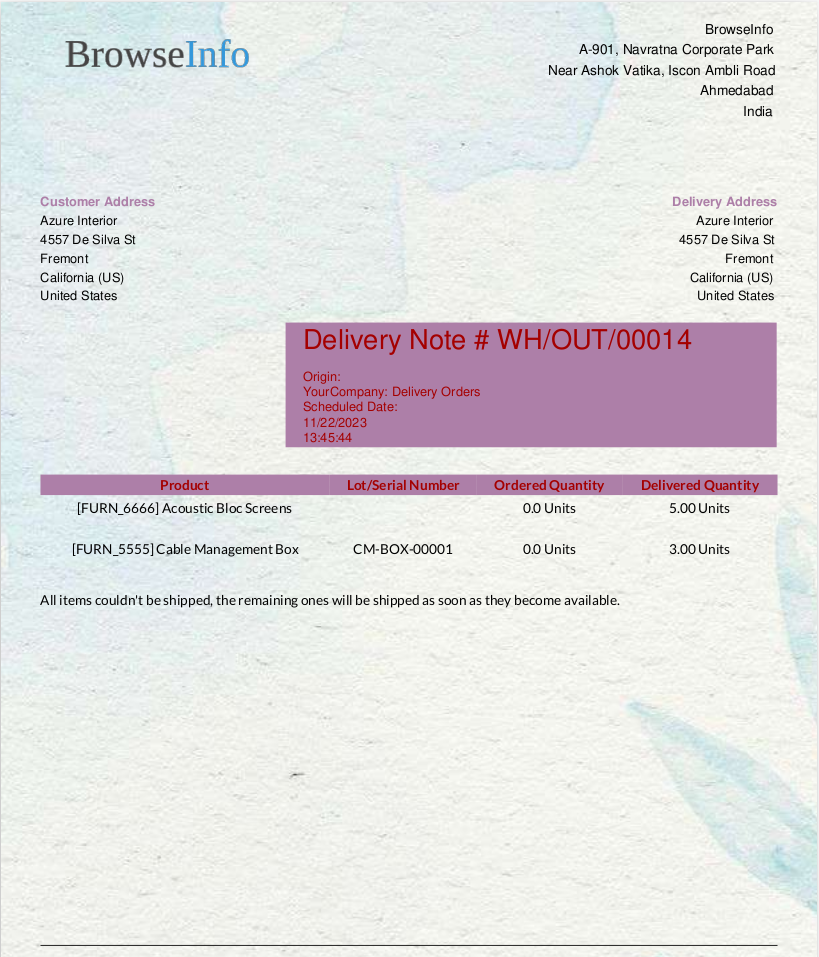 BrowseInfo
BrowseInfo
A-901, Navratna Corporate Park
Near Ashok Vatika, Iscon Ambli Road
Ahmedabad
India
Customer Address
Azure Interior
4557 De Silva St
Fremont
California (US)
United States
Delivery Address
Azure Interior
4557 De Silva St
Fremont
California (US)
United States
Delivery Note # WH/OUT/00014
Origin:
YourCompany: Delivery Orders
Scheduled Date:
11/22/2023
13:45:44
Product Lot/Serial Number Ordered Quantity Delivered Quantity
[FURN_6666] Acoustic Bloc Screens 0.0 Units 5.00 Units
[FURN_5555] Cable Management Box CM-BOX-00001 0.0 Units 3.00 Units
All items couldn't be shipped, the remaining ones will be shipped as soon as they become available.